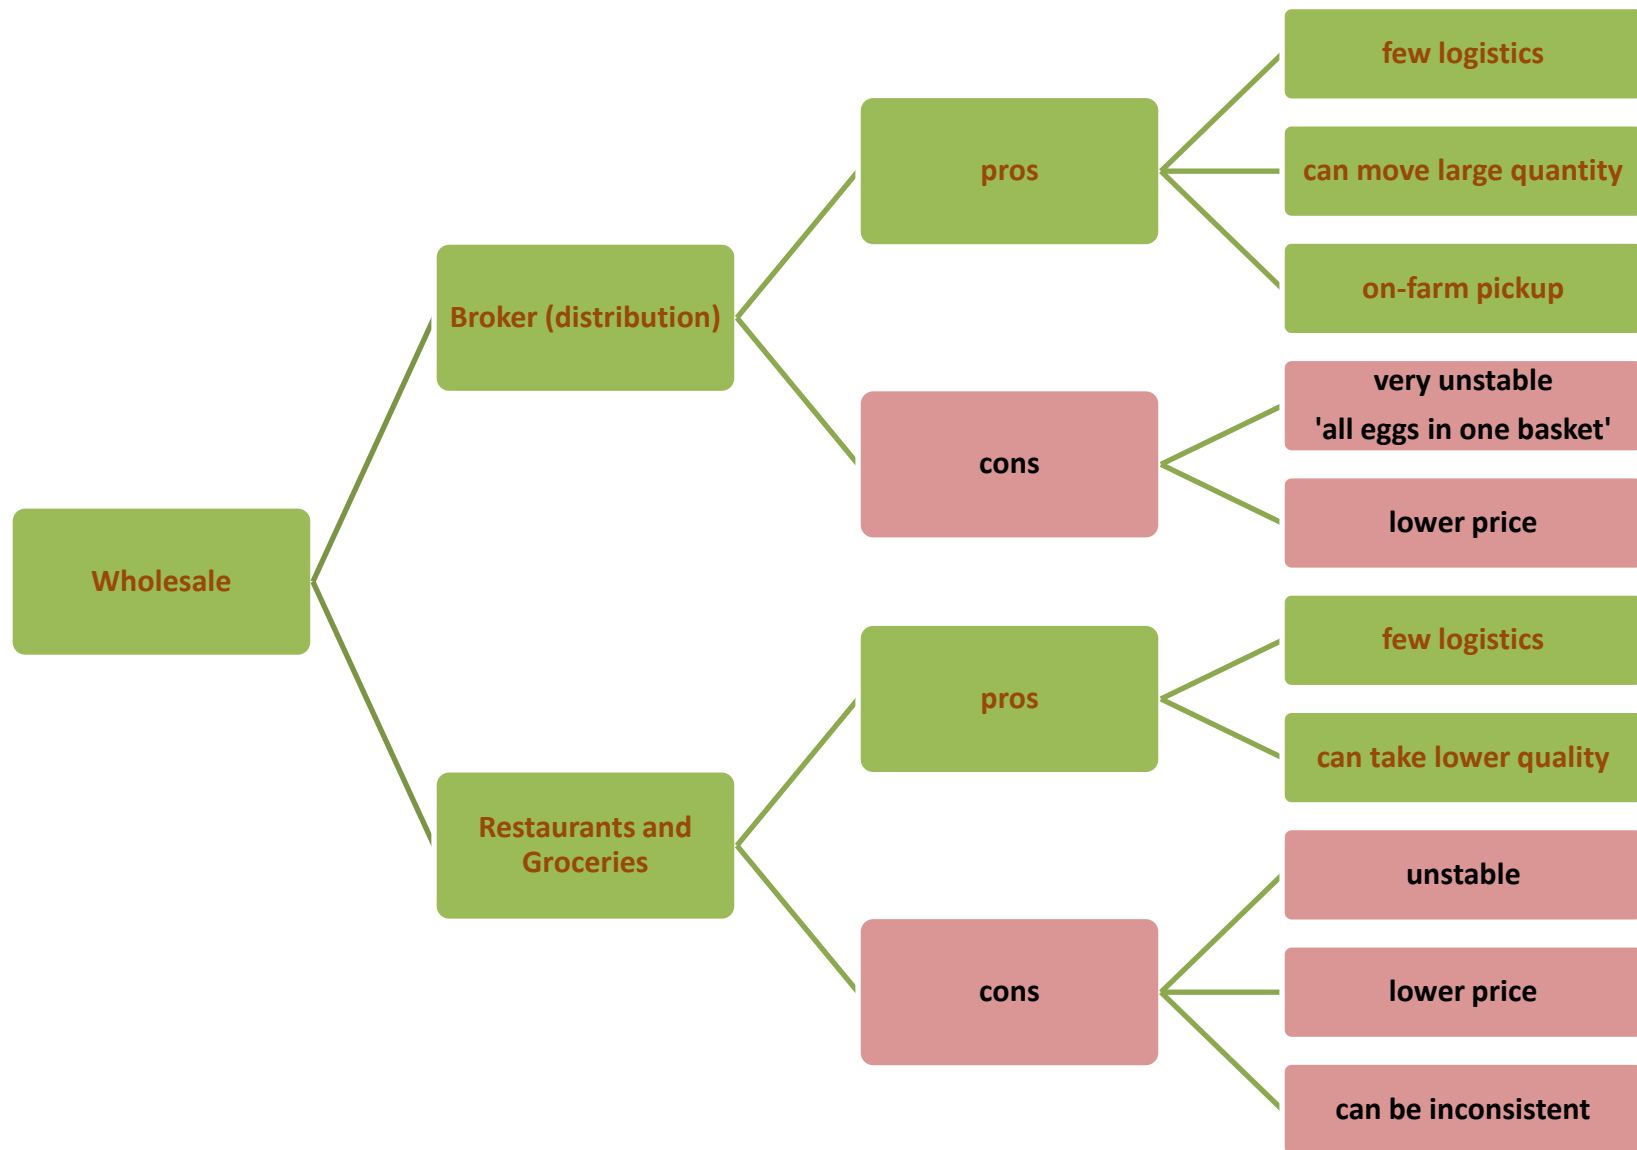 Wholesale
Broker (distribution)
pros
few logistics
can move large quantity
on-farm pickup
cons
very unstable
'all eggs in one basket'
lower price
Restaurants and
Groceries
pros
few logistics
can take lower quality
cons
unstable
lower price
can be inconsistent